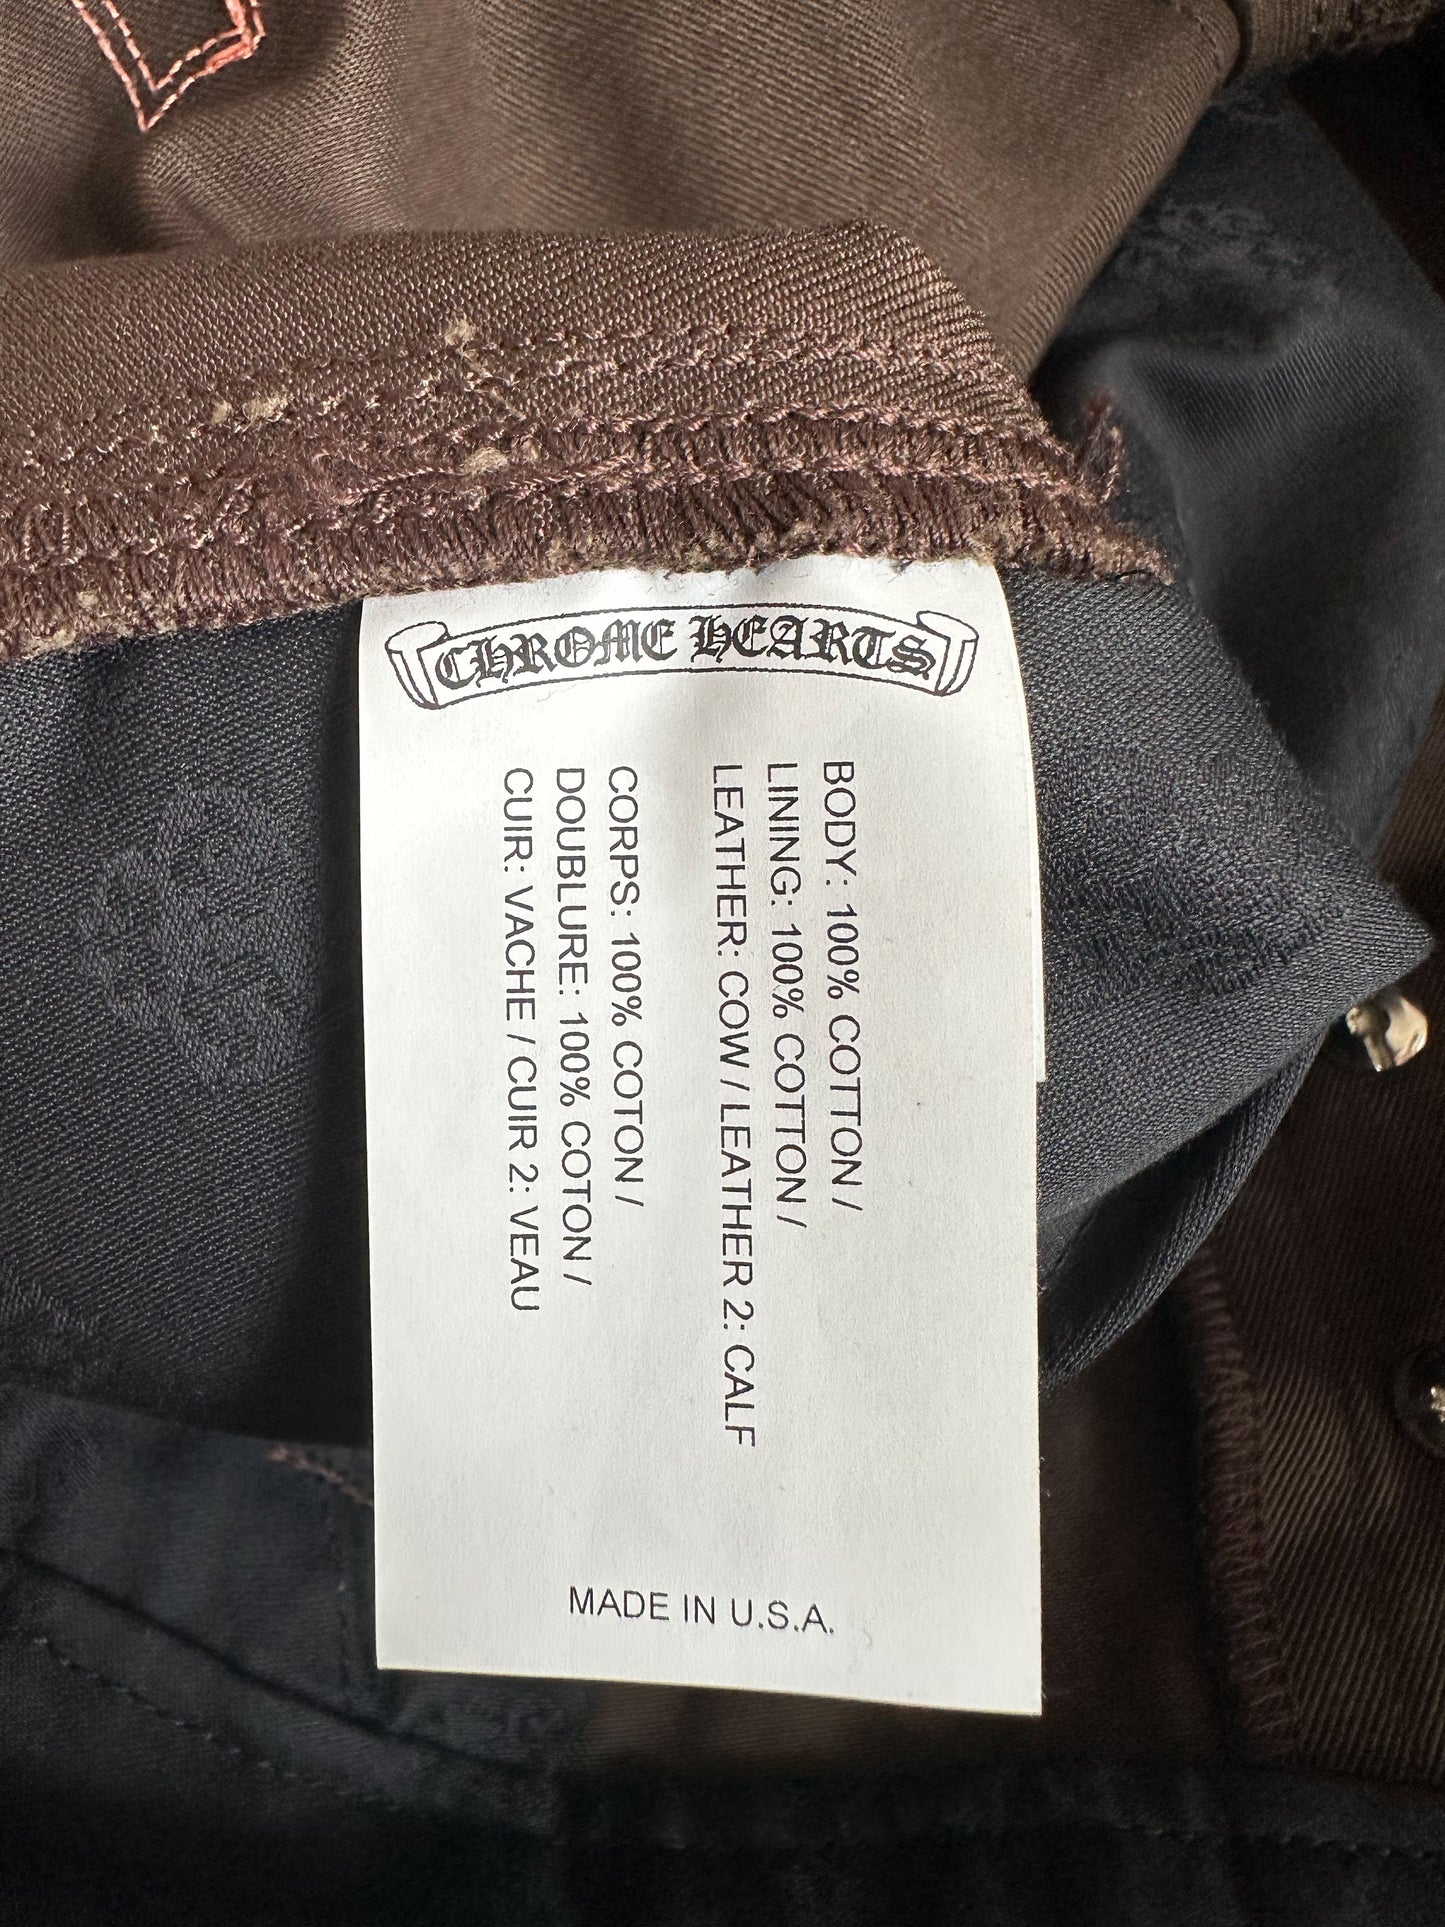 CHROME HEARTS
BODY: 100% COTTON /
LINING: 100% COTTON /
LEATHER: COW / LEATHER 2: CALF
CORPS: 100% COTON /
DOUBLURE: 100% COTON /
CUIR: VACHE / CUIR 2: VEAU
MADE IN U.S.A.